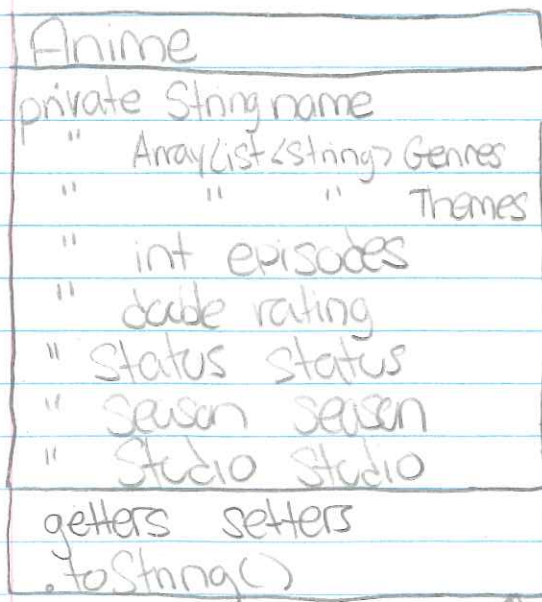 Anime
private String name
" ArrayList<String> Genres
" " " Themes
" int episodes
" double rating
" Status status
" Season season
" Studio Studio
getters setters
.toString()